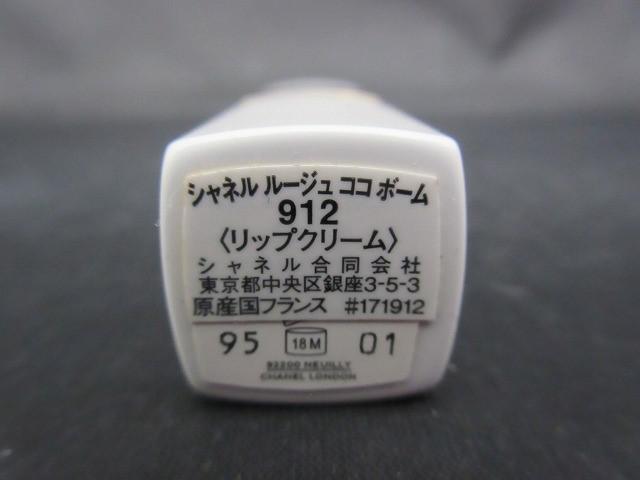 シャネル ルージュ ココ ボーム
912
〈リップクリーム〉
シャネル合同会社
東京都中央区銀座3-5-3
原産国フランス #171912
95 18M 01
92200 NEUILLY
CHANEL LONDON